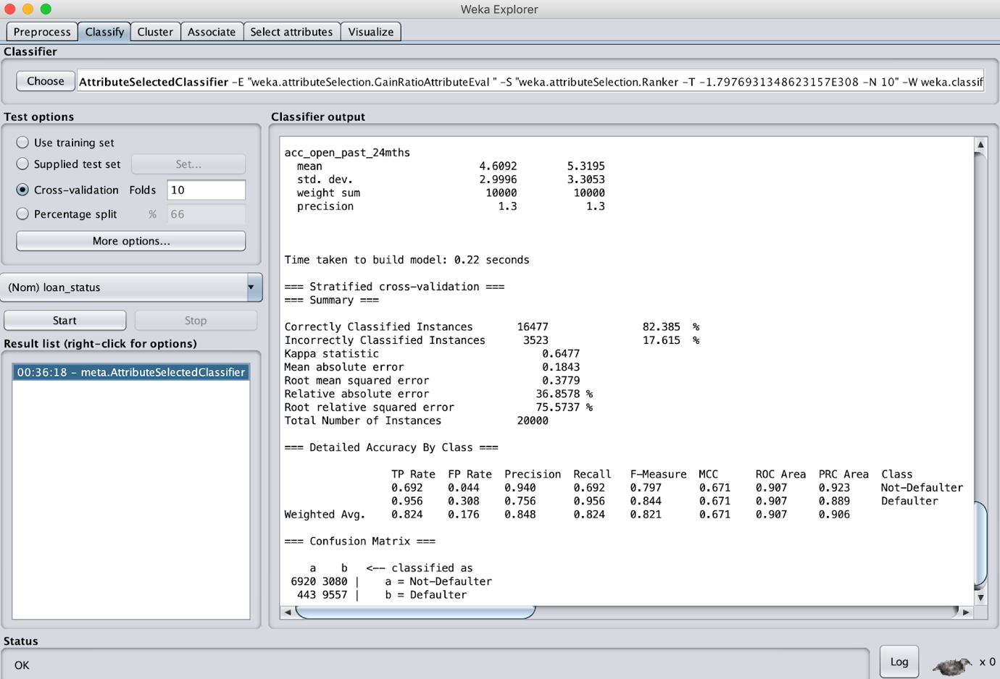 Weka Explorer
Preprocess Classify Cluster Associate Select attributes Visualize
Classifier
Choose AttributeSelectedClassifier -E "weka.attributeSelection.GainRatioAttributeEval " -S "weka.attributeSelection.Ranker -T -1.7976931348623157E308 -N 10" -W weka.classif
Test options
Use training set
Supplied test set Set...
Cross-validation Folds 10
Percentage split % 66
More options...
(Nom) loan_status
Start Stop
Result list (right-click for options)
00:36:18 - meta.AttributeSelectedClassifier
Classifier output
acc_open_past_24mths
mean 4.6092 5.3195
std. dev. 2.9996 3.3053
weight sum 10000 10000
precision 1.3 1.3
Time taken to build model: 0.22 seconds
=== Stratified cross-validation ===
=== Summary ===
Correctly Classified Instances 16477 82.385 %
Incorrectly Classified Instances 3523 17.615 %
Kappa statistic 0.6477
Mean absolute error 0.1843
Root mean squared error 0.3779
Relative absolute error 36.8578 %
Root relative squared error 75.5737 %
Total Number of Instances 20000
=== Detailed Accuracy By Class ===
TP Rate FP Rate Precision Recall F-Measure MCC ROC Area PRC Area Class
0.692 0.044 0.940 0.692 0.797 0.671 0.907 0.923 Not-Defaulter
0.956 0.308 0.756 0.956 0.844 0.671 0.907 0.889 Defaulter
Weighted Avg. 0.824 0.176 0.848 0.824 0.821 0.671 0.907 0.906
=== Confusion Matrix ===
a b <-- classified as
6920 3080 | a = Not-Defaulter
443 9557 | b = Defaulter
Status
OK
Log x 0